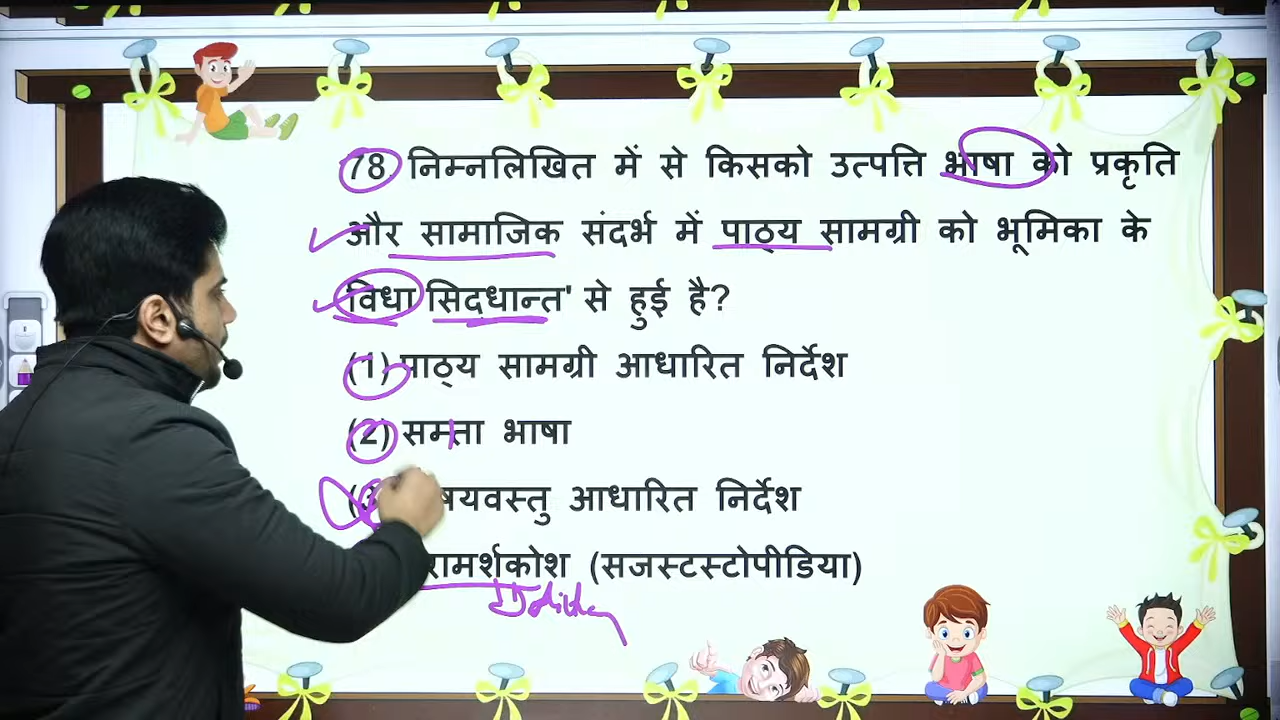 78. निम्नलिखित में से किसको उत्पत्ति भाषा को प्रकृति
और सामाजिक संदर्भ में पाठ्य सामग्री को भूमिका के
विधा सिद्धान्त' से हुई है?
(1) पाठ्य सामग्री आधारित निर्देश
(2) समता भाषा
(3) षयवस्तु आधारित निर्देश
रामर्शकोश (सजस्टस्टोपीडिया)